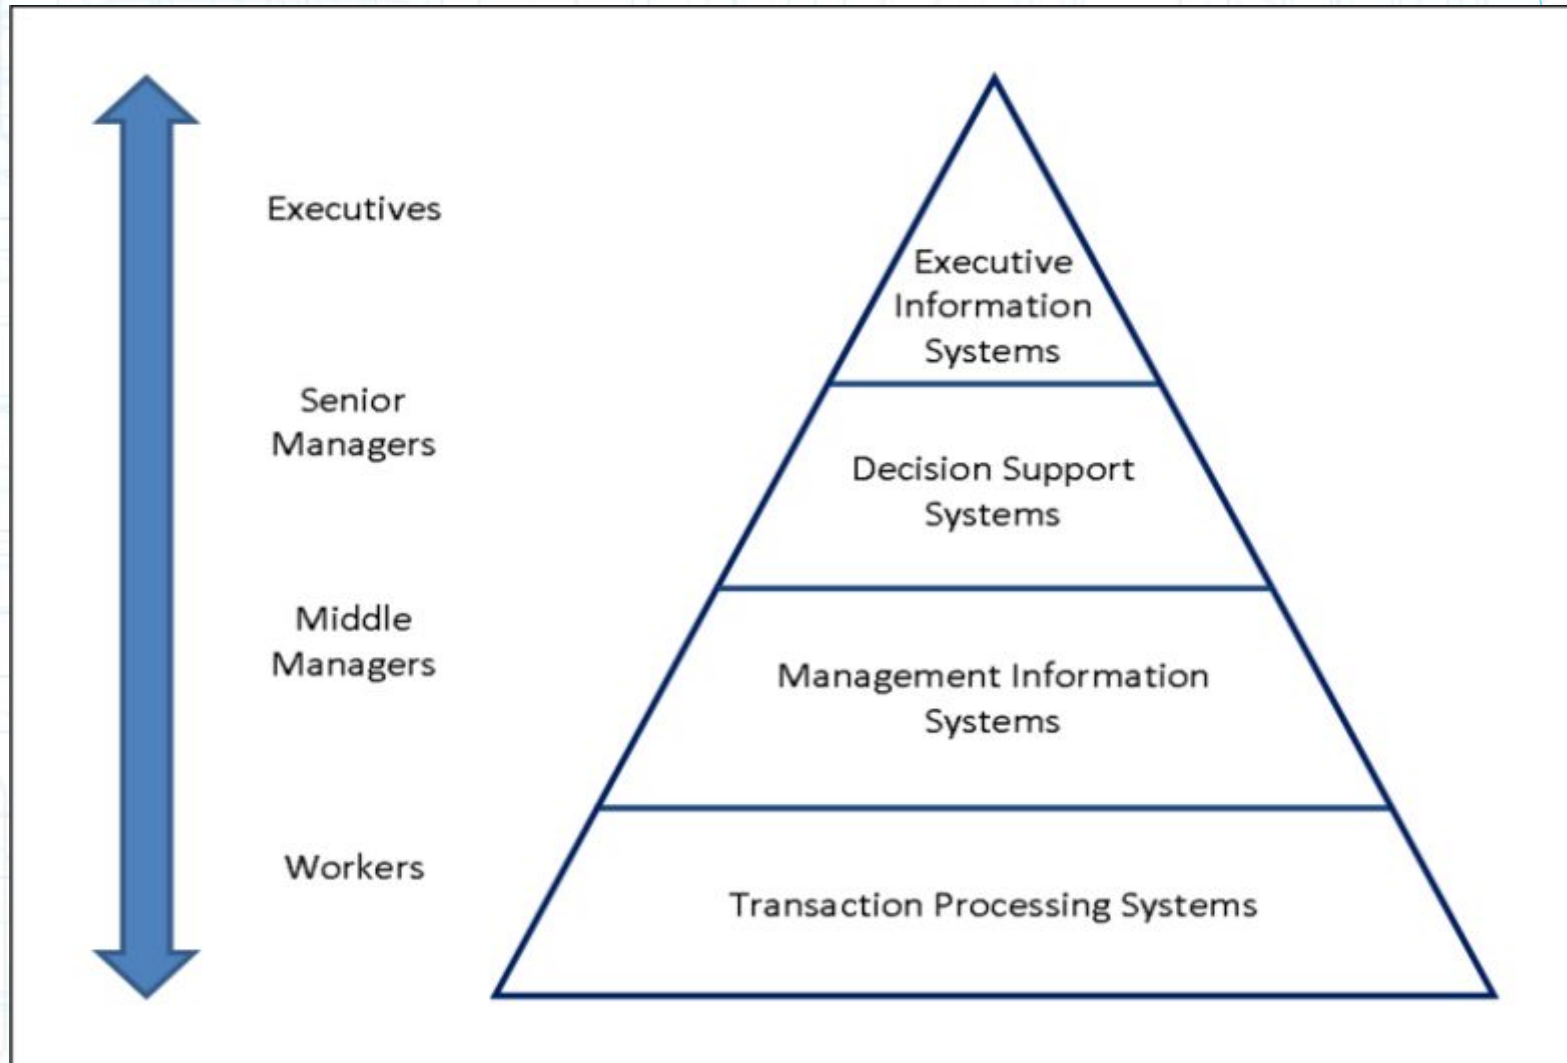 Executives
Senior
Managers
Middle
Managers
Workers
Executive
Information
Systems
Decision Support
Systems
Management Information
Systems
Transaction Processing Systems